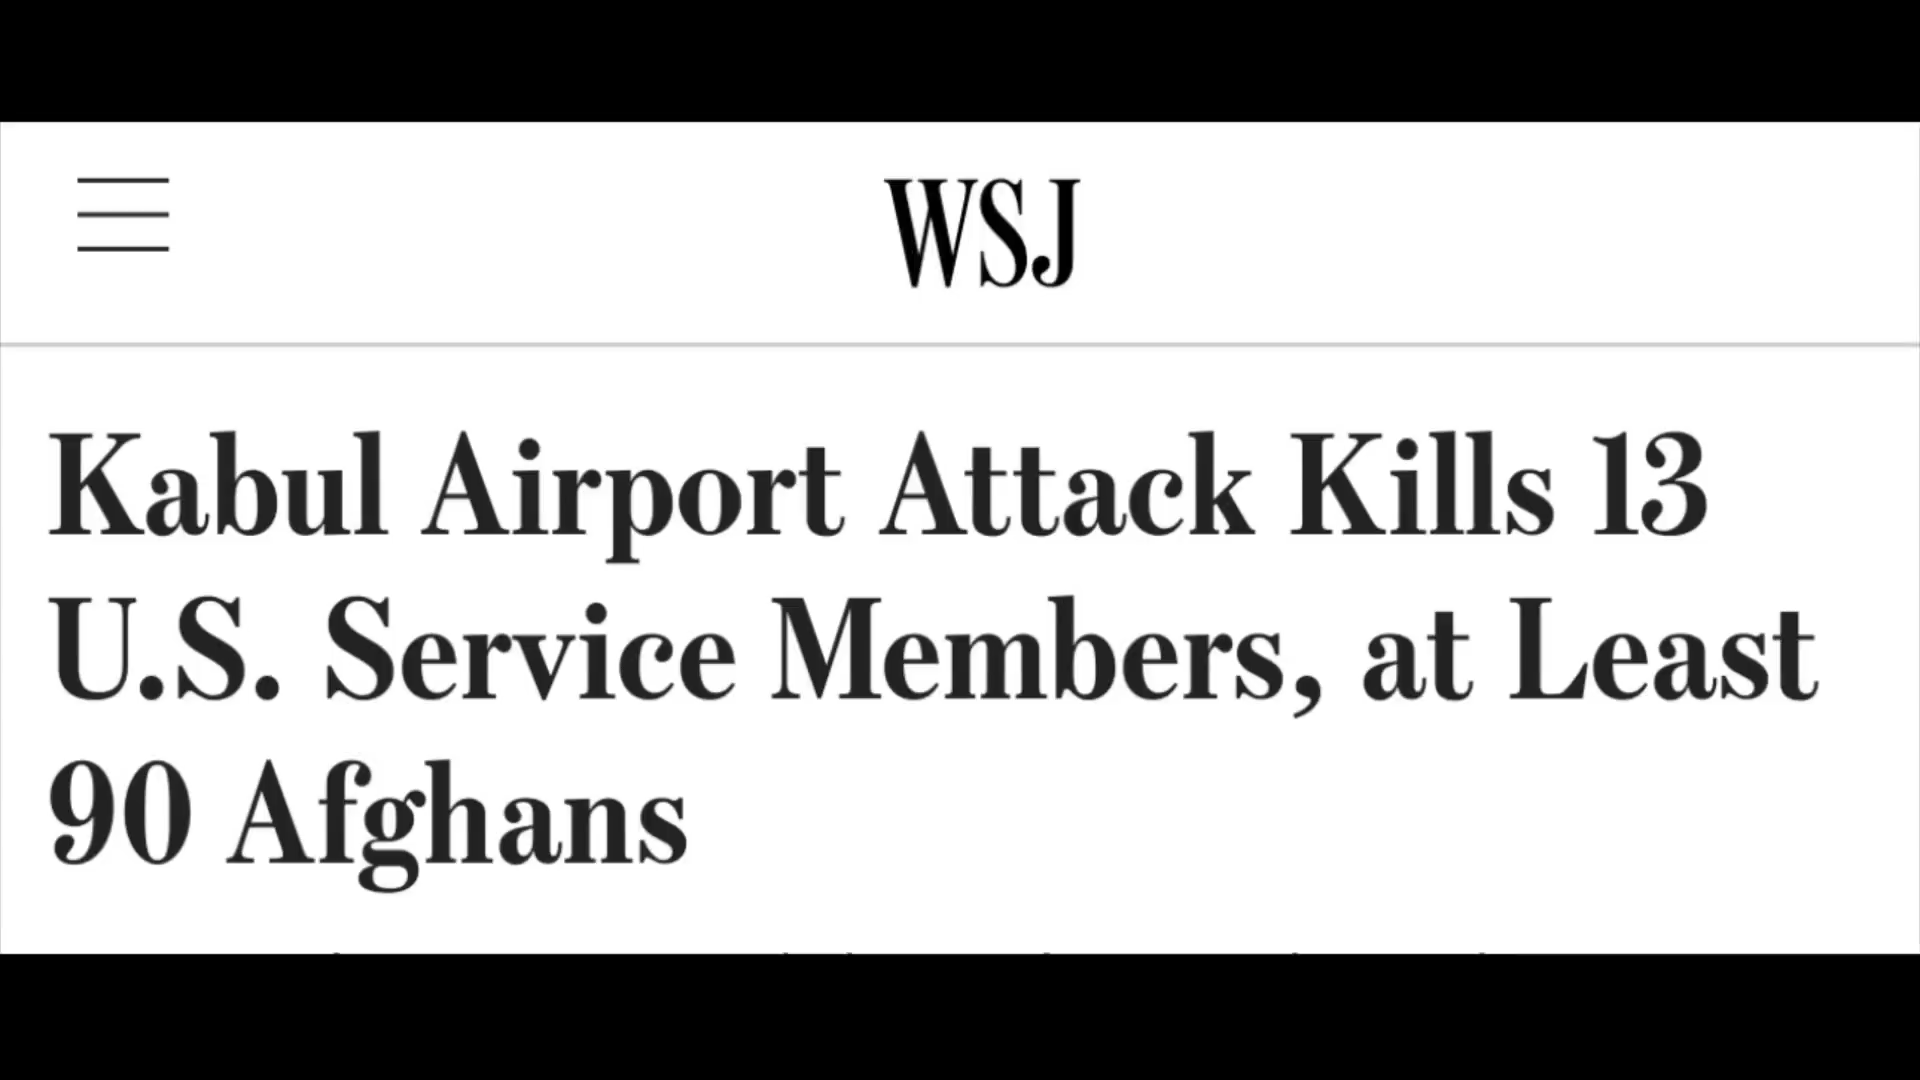 WSJ
Kabul Airport Attack Kills 13
U.S. Service Members, at Least
90 Afghans